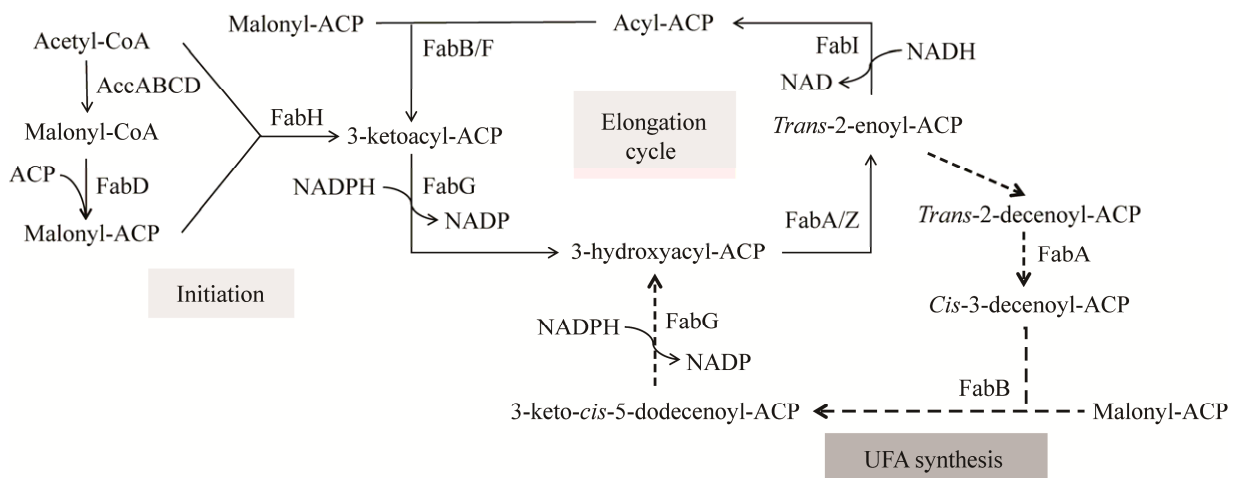 Malonyl-ACP
Acyl-ACP
Acetyl-CoA
FabB/F
FabI
NADH
AccABCD
NAD
Malonyl-CoA
FabH
3-ketoacyl-ACP
Elongation
cycle
Trans-2-enoyl-ACP
ACP
FabD
NADPH
FabG
NADP
Malonyl-ACP
FabA/Z
Trans-2-decenoyl-ACP
3-hydroxyacyl-ACP
FabA
Initiation
Cis-3-decenoyl-ACP
NADPH
FabG
NADP
FabB
3-keto-cis-5-dodecenoyl-ACP
Malonyl-ACP
UFA synthesis